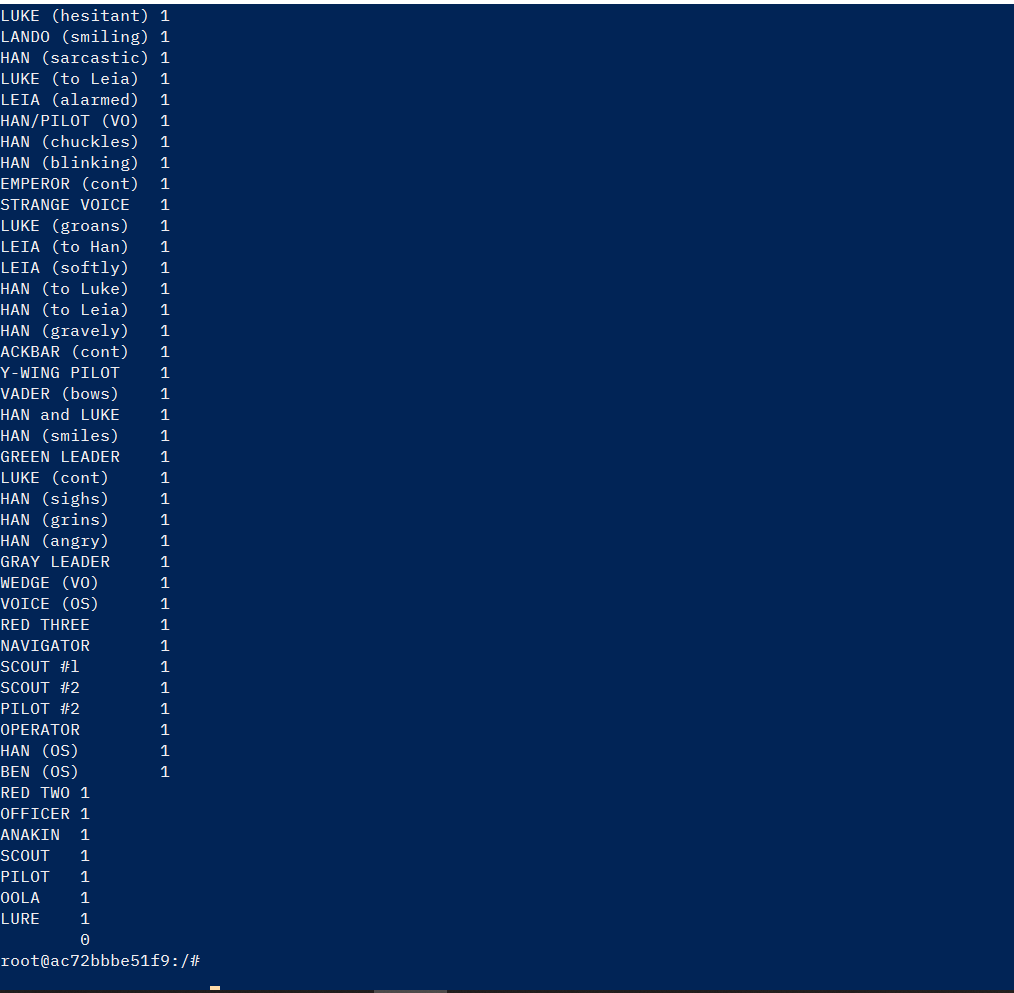 LUKE (hesitant) 1
LANDO (smiling) 1
HAN (sarcastic) 1
LUKE (to Leia)  1
LEIA (alarmed)  1
HAN/PILOT (VO)  1
HAN (chuckles)  1
HAN (blinking)  1
EMPEROR (cont)  1
STRANGE VOICE   1
LUKE (groans)   1
LEIA (to Han)   1
LEIA (softly)   1
HAN (to Luke)   1
HAN (to Leia)   1
HAN (gravely)   1
ACKBAR (cont)   1
Y-WING PILOT    1
VADER (bows)    1
HAN and LUKE    1
HAN (smiles)    1
GREEN LEADER    1
LUKE (cont)     1
HAN (sighs)     1
HAN (grins)     1
HAN (angry)     1
GRAY LEADER     1
WEDGE (VO)      1
VOICE (OS)      1
RED THREE       1
NAVIGATOR       1
SCOUT #l        1
SCOUT #2        1
PILOT #2        1
OPERATOR        1
HAN (OS)        1
BEN (OS)        1
RED TWO 1
OFFICER 1
ANAKIN  1
SCOUT   1
PILOT   1
OOLA    1
LURE    1
        0
root@ac72bbbe51f9:/#